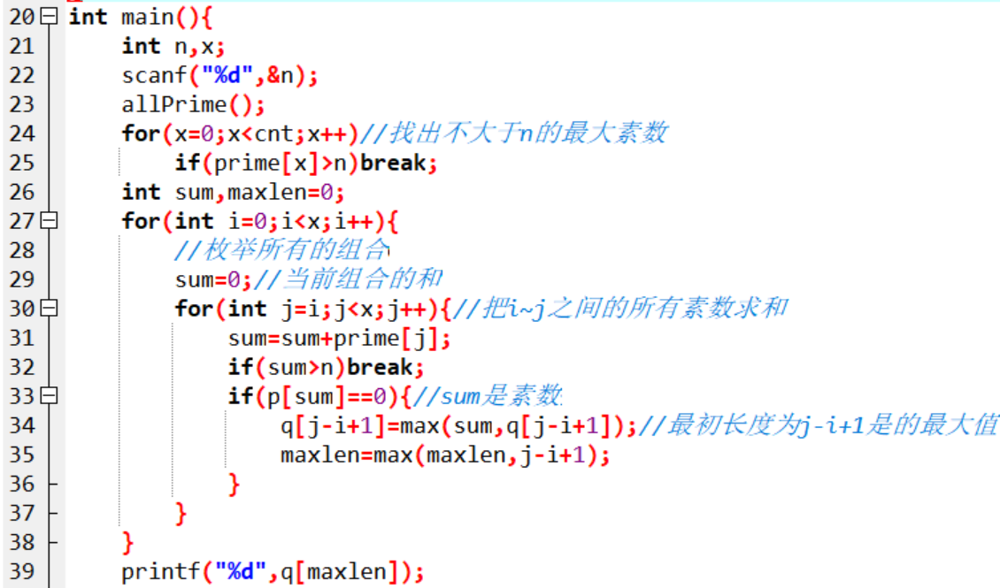 20 int main(){
21 int n,x;
22 scanf("%d",&n);
23 allPrime();
24 for(x=0;x<cnt;x++)//找出不大于n的最大素数
25 if(prime[x]>n)break;
26 int sum,maxlen=0;
27 for(int i=0;i<x;i++){
28 //枚举所有的组合
29 sum=0;//当前组合的和
30 for(int j=i;j<x;j++){//把i~j之间的所有素数求和
31 sum=sum+prime[j];
32 if(sum>n)break;
33 if(p[sum]==0){//sum是素数
34 q[j-i+1]=max(sum,q[j-i+1]);//最初长度为j-i+1是的最大值
35 maxlen=max(maxlen,j-i+1);
36 }
37 }
38 }
39 printf("%d",q[maxlen]);